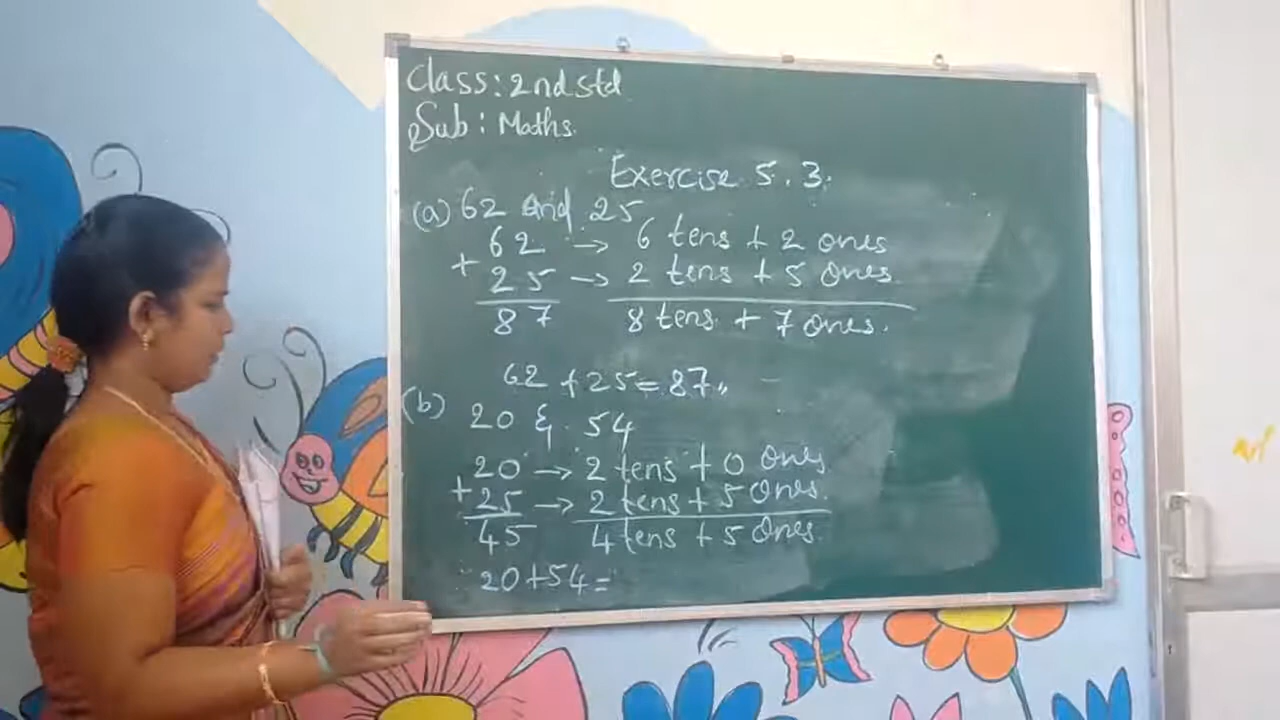 Class: 2nd std
Sub: Maths.
Exercise 5.3.
(a) 62 and 25
62 → 6 tens + 2 ones
+ 25 → 2 tens + 5 ones.
87 8 tens + 7 ones.
62 + 25 = 87 "
(b) 20 & 54
20 → 2 tens + 0 Ones
+ 25 → 2 tens + 5 Ones.
45 4 tens + 5 Ones.
20 + 54 =